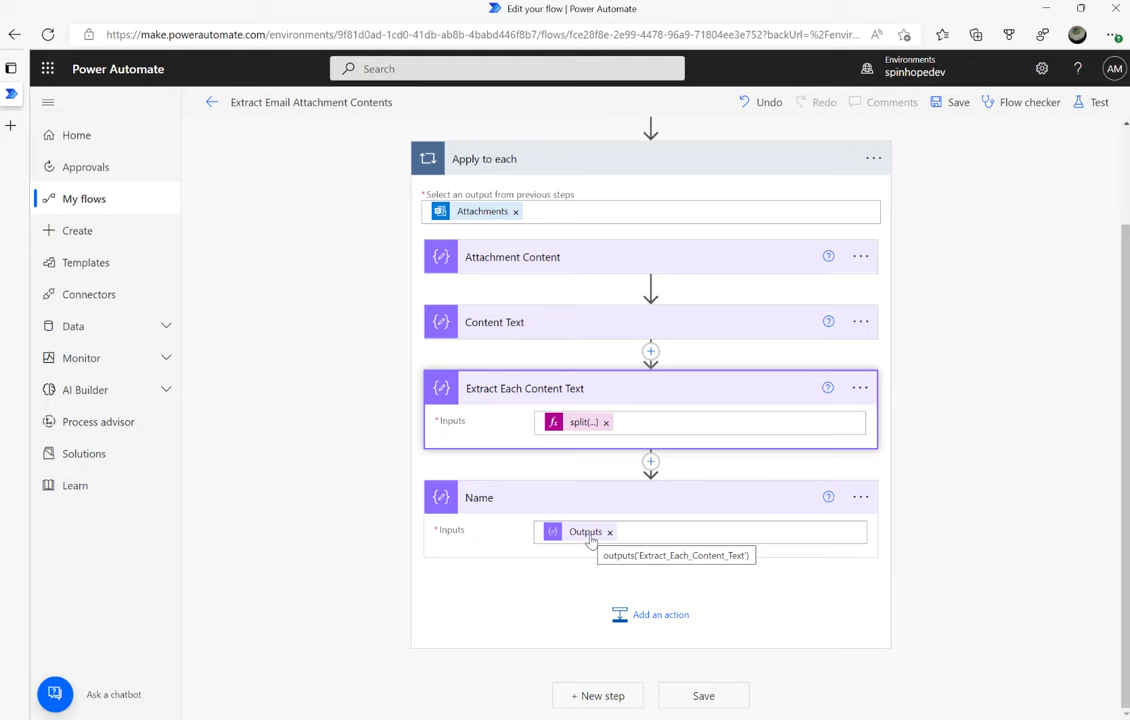 Edit your flow | Power Automate
https://make.powerautomate.com/environments/9f81d0ad-1cd0-41db-ab8b-4babd466f8b7/flows/fce28f8e-2e99-4478-96a9-71804ee3e752?backUrl=%2Fenvir...
Power Automate
Search
Environments
spinhopedev
AM
Extract Email Attachment Contents
Undo
Redo
Comments
Save
Flow checker
Test
Home
Approvals
My flows
Create
Templates
Connectors
Data
Monitor
AI Builder
Process advisor
Solutions
Learn
Ask a chatbot
Apply to each
*Select an output from previous steps
Attachments ×
Attachment Content
Content Text
Extract Each Content Text
*Inputs
fx split(...) ×
Name
*Inputs
Outputs ×
outputs('Extract_Each_Content_Text')
Add an action
+ New step
Save